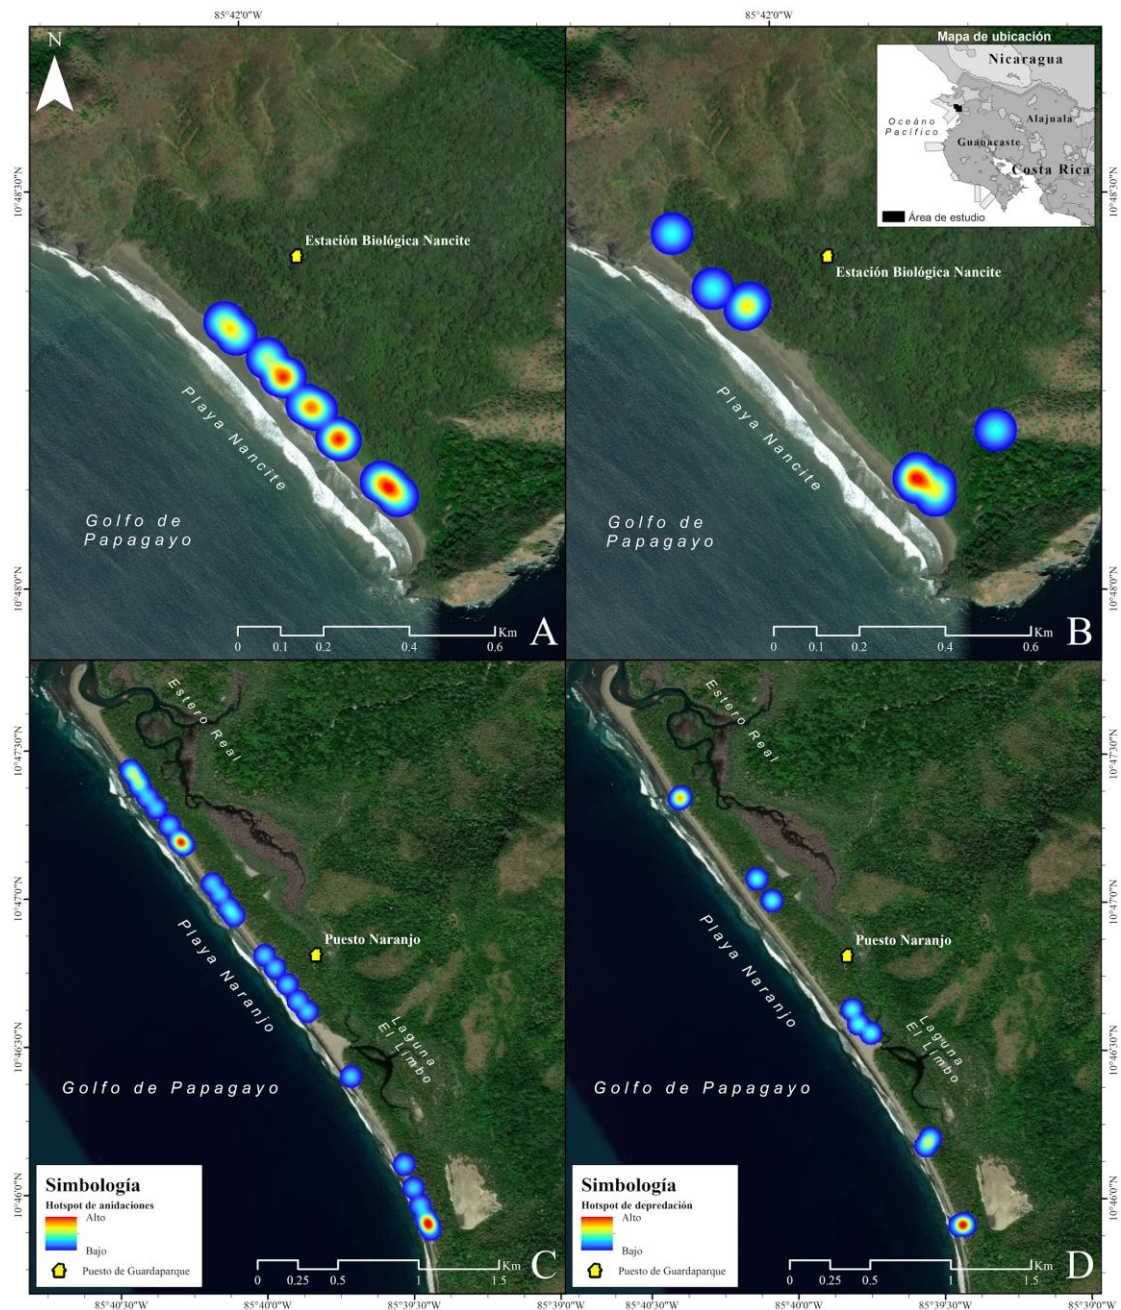 85°42'0"W
85°42'0"W
N
Mapa de ubicación
Nicaragua
Oceáno
Pacífico
Alajuala
Guanacaste
Costa Rica
Área de estudio
10°48'30"N
10°48'30"N
Estación Biológica Nancite
Estación Biológica Nancite
Playa Nancite
Playa Nancite
Golfo de
Papagayo
Golfo de
Papagayo
10°48'0"N
10°48'0"N
Km
0 0.1 0.2 0.4 0.6
A
Km
0 0.1 0.2 0.4 0.6
B
Estero Real
Estero Real
10°47'30"N
10°47'30"N
10°47'0"N
10°47'0"N
Puesto Naranjo
Puesto Naranjo
Playa Naranjo
Playa Naranjo
Laguna
El Limbo
Laguna
El Limbo
10°46'30"N
10°46'30"N
Golfo de Papagayo
Golfo de Papagayo
10°46'0"N
10°46'0"N
Simbología
Hotspot de anidaciones
Alto
Bajo
Puesto de Guardaparque
Km
0 0.25 0.5 1 1.5
C
Simbología
Hotspot de depredación
Alto
Bajo
Puesto de Guardaparque
Km
0 0.25 0.5 1 1.5
D
85°40'30"W 85°40'0"W 85°39'30"W 85°39'0"W
85°40'30"W 85°40'0"W 85°39'30"W 85°39'0"W